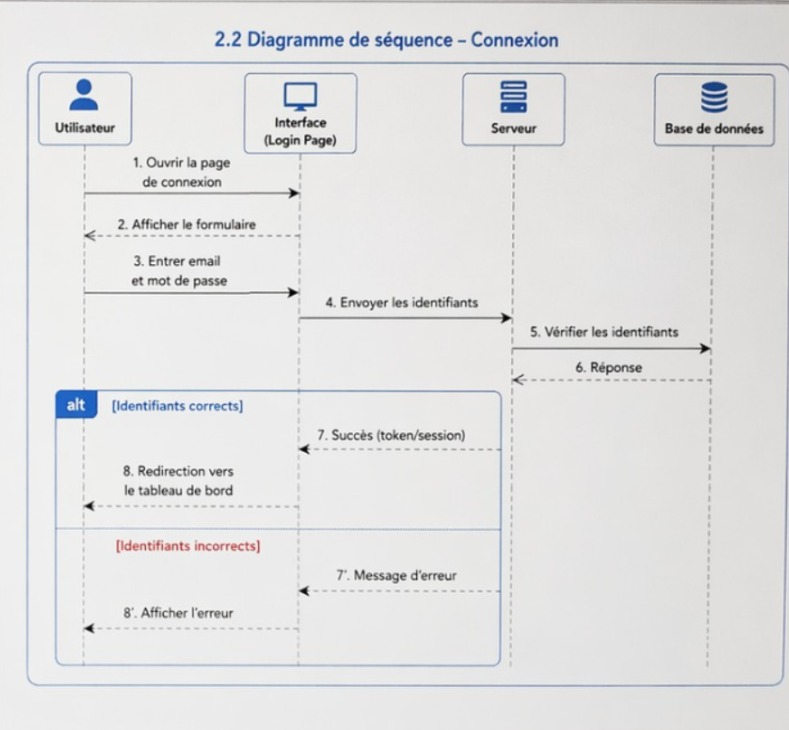 2.2 Diagramme de séquence – Connexion
Utilisateur
Interface
(Login Page)
Serveur
Base de données
1. Ouvrir la page
de connexion
2. Afficher le formulaire
3. Entrer email
et mot de passe
4. Envoyer les identifiants
5. Vérifier les identifiants
6. Réponse
alt
[Identifiants corrects]
7. Succès (token/session)
8. Redirection vers
le tableau de bord
[Identifiants incorrects]
7'. Message d'erreur
8'. Afficher l'erreur